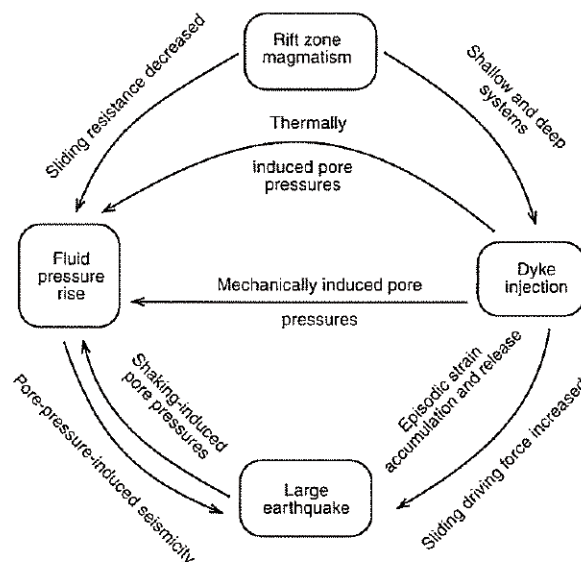 Rift zone
magmatism
Sliding resistance decreased
Shallow and deep
systems
Thermally
induced pore
pressures
Fluid
pressure
rise
Dyke
injection
Mechanically induced pore
pressures
Shaking-induced
pore pressures
Pore-pressure-induced seismicity
Episodic strain
accumulation and release
Sliding driving force increased
Large
earthquake